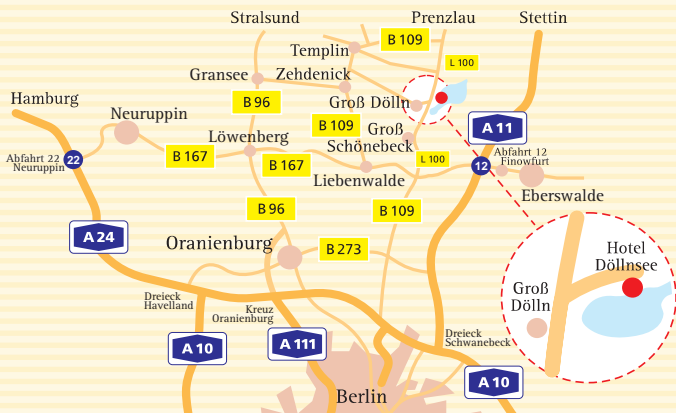 Stralsund
Prenzlau
Stettin
B 109
Templin
L 100
Gransee
Zehdenick
Hamburg
B 96
Groß Dölln
Neuruppin
B 109
Groß
Schönebeck
A 11
Löwenberg
B 167
B 167
L 100
Abfahrt 12
Finowfurt
Abfahrt 22
Neuruppin
22
12
Liebenwalde
Eberswalde
B 96
B 109
A 24
Oranienburg
B 273
Hotel
Döllnsee
Groß
Dölln
Dreieck
Havelland
Kreuz
Oranienburg
Dreieck
Schwanebeck
A 10
A 111
A 10
Berlin